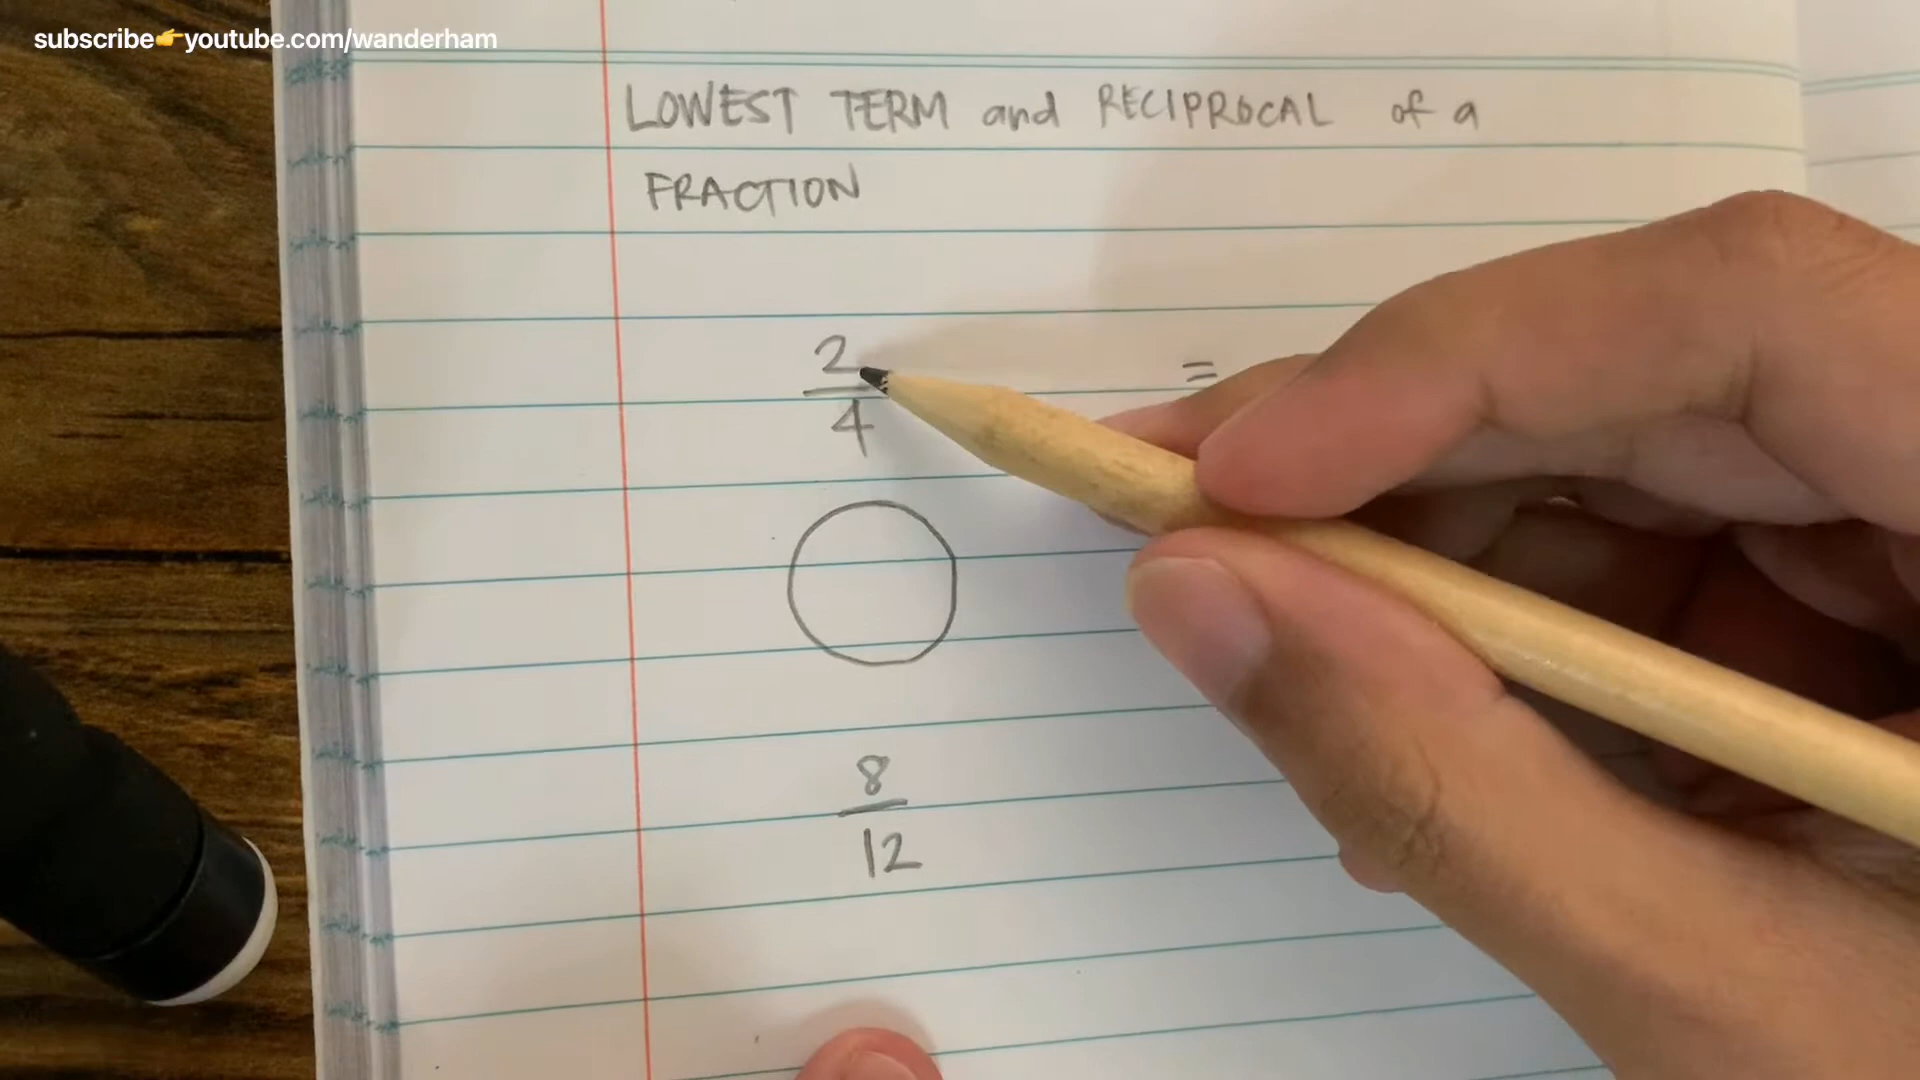 subscribe👉youtube.com/wanderham
LOWEST TERM and RECIPROCAL of a
FRACTION
2
=
4
8
12